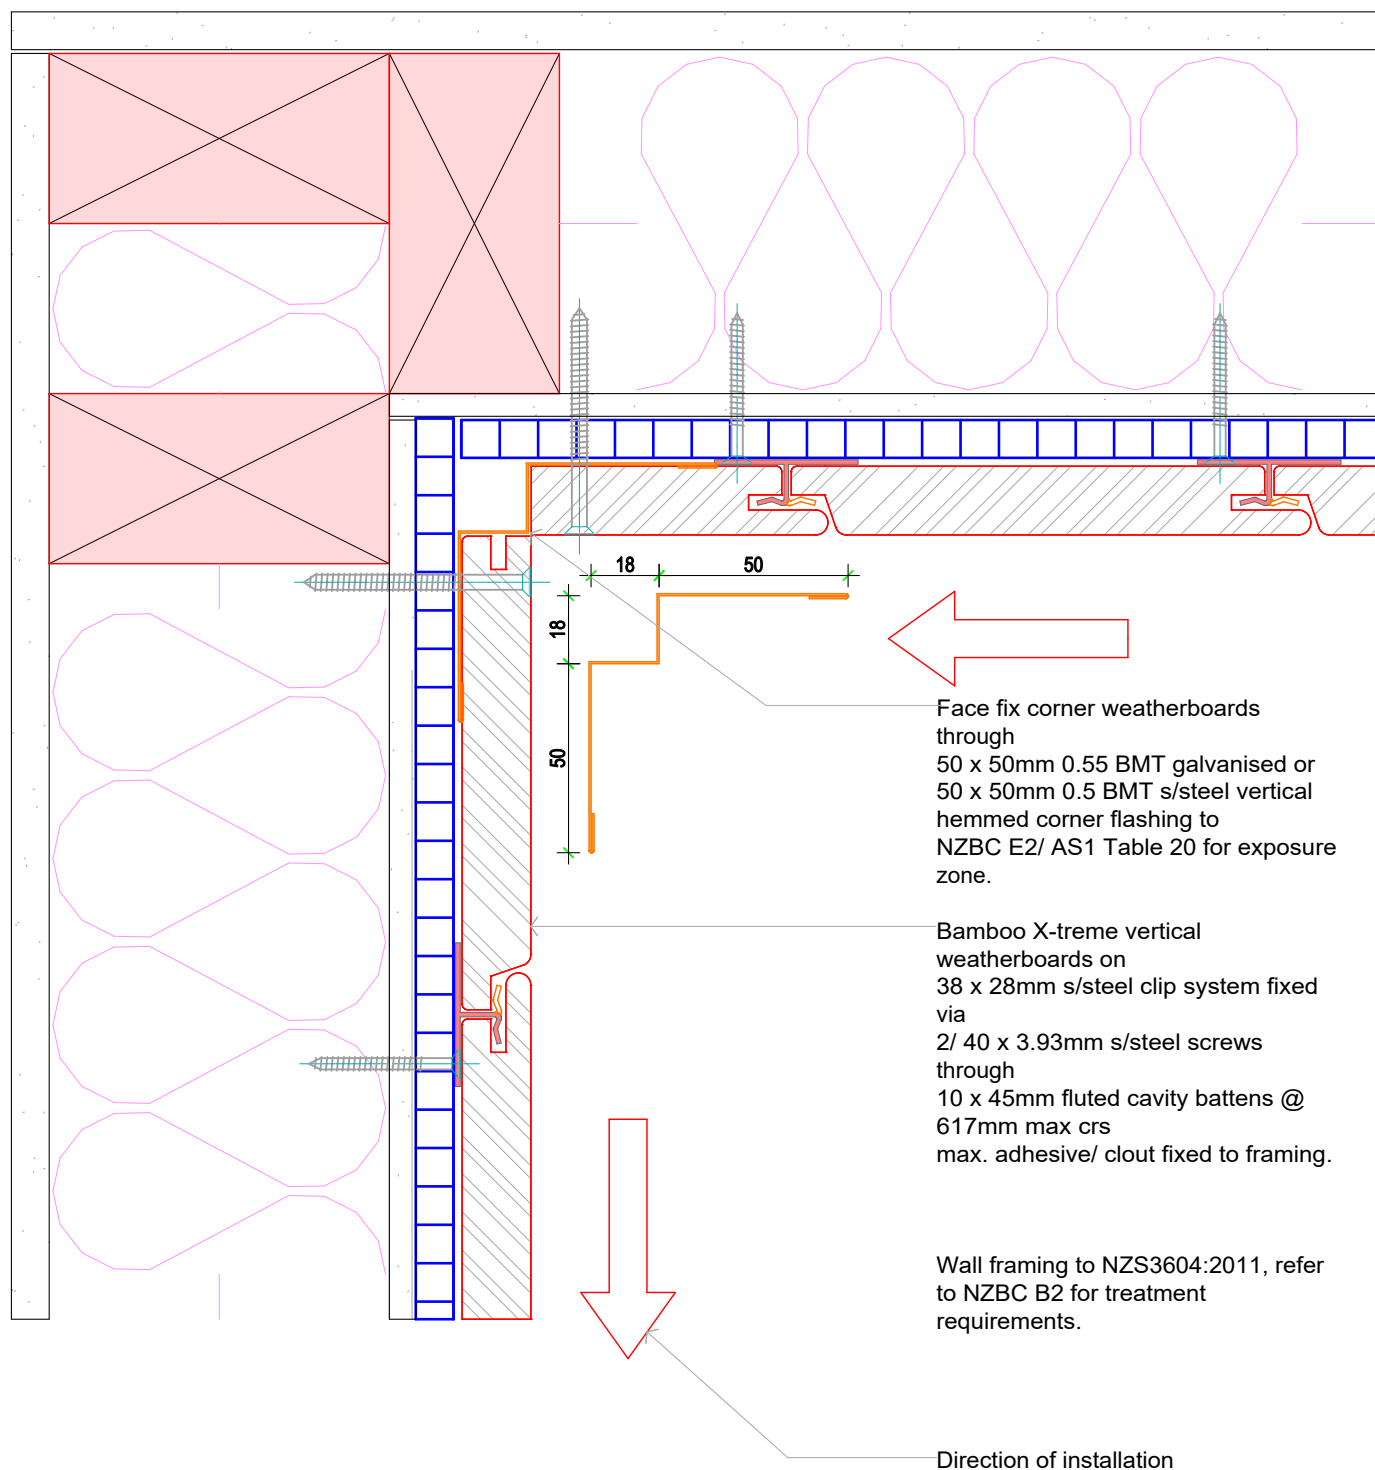 18
50
18
50
Face fix corner weatherboards
through
50 x 50mm 0.55 BMT galvanised or
50 x 50mm 0.5 BMT s/steel vertical
hemmed corner flashing to
NZBC E2/ AS1 Table 20 for exposure
zone.
Bamboo X-treme vertical
weatherboards on
38 x 28mm s/steel clip system fixed
via
2/ 40 x 3.93mm s/steel screws
through
10 x 45mm fluted cavity battens @
617mm max crs
max. adhesive/ clout fixed to framing.
Wall framing to NZS3604:2011, refer
to NZBC B2 for treatment
requirements.
Direction of installation